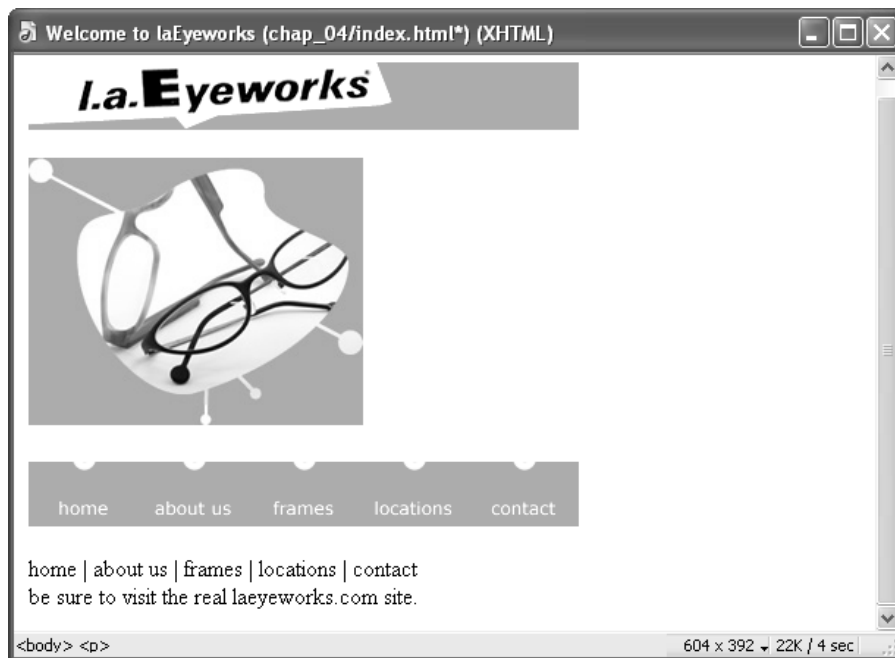 Welcome to laEyeworks (chap_04/index.html*) (XHTML)
l.a.Eyeworks
home about us frames locations contact
home | about us | frames | locations | contact
be sure to visit the real laeyeworks.com site.
<body> <p> 604 x 392 22K / 4 sec